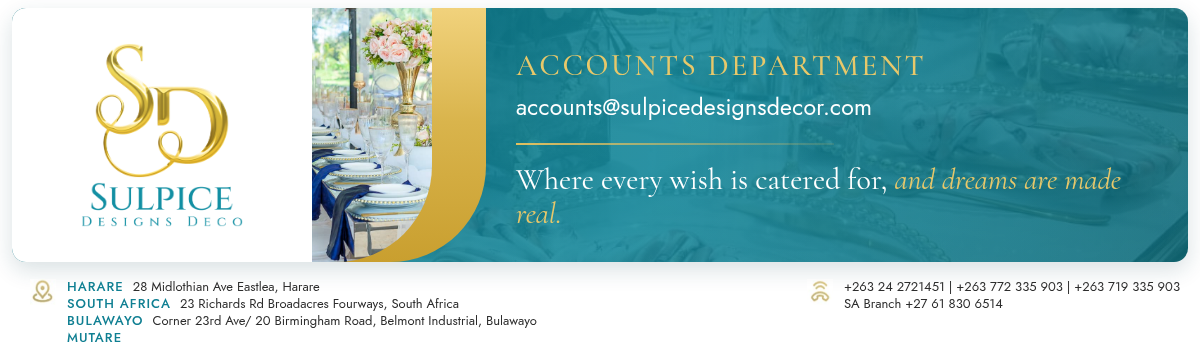 SD
SULPICE
DESIGNS DECO
ACCOUNTS DEPARTMENT
accounts@sulpicedesignsdecor.com
Where every wish is catered for, and dreams are made
real.
HARARE 28 Midlothian Ave Eastlea, Harare
SOUTH AFRICA 23 Richards Rd Broadacres Fourways, South Africa
BULAWAYO Corner 23rd Ave/ 20 Birmingham Road, Belmont Industrial, Bulawayo
MUTARE
+263 24 2721451 | +263 772 335 903 | +263 719 335 903
SA Branch +27 61 830 6514